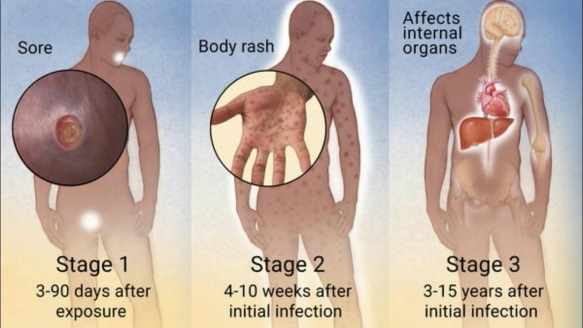 Sore
Stage 1
3-90 days after
exposure
Body rash
Stage 2
4-10 weeks after
initial infection
Affects
internal
organs
Stage 3
3-15 years after
initial infection